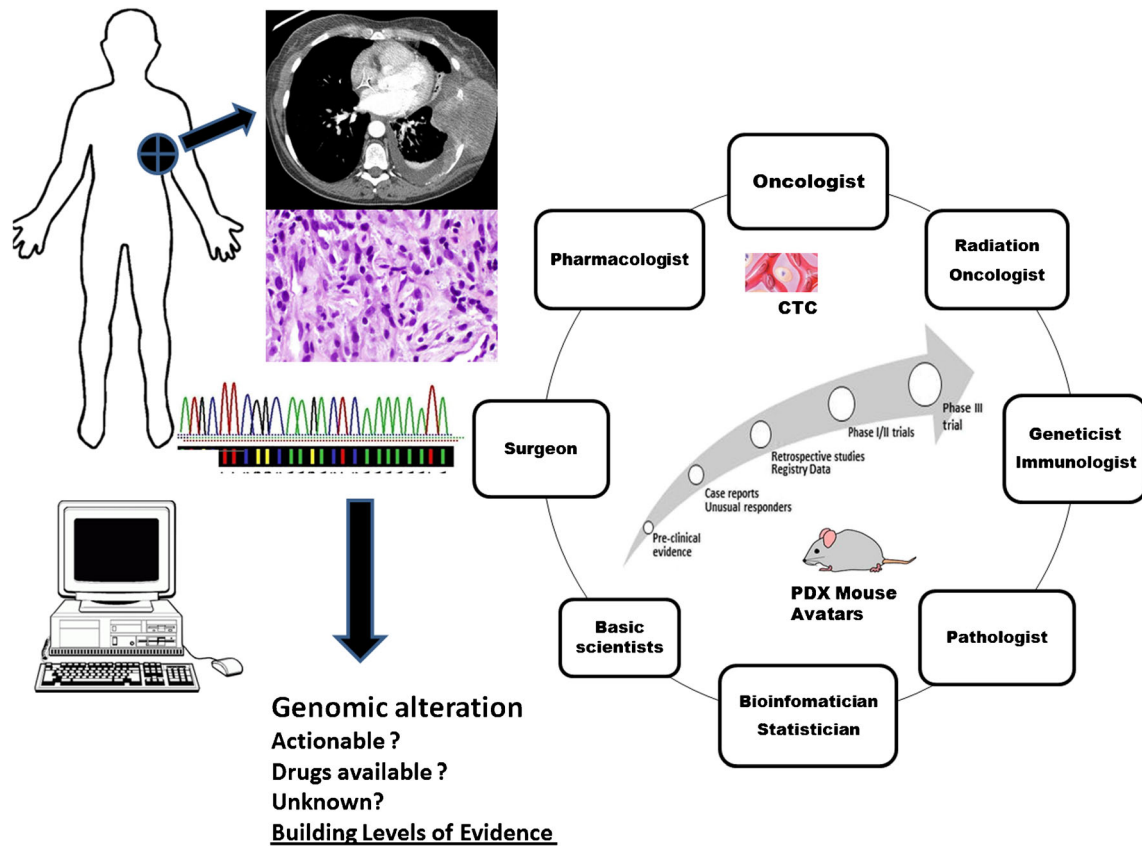 Oncologist
Pharmacologist
Radiation
Oncologist
CTC
Surgeon
Geneticist
Immunologist
Phase III
trial
Phase I/II trials
Retrospective studies
Registry Data
Case reports
Unusual responders
Pre-clinical
evidence
PDX Mouse
Avatars
Basic
scientists
Pathologist
Bioinfomatician
Statistician
Genomic alteration
Actionable ?
Drugs available ?
Unknown?
Building Levels of Evidence